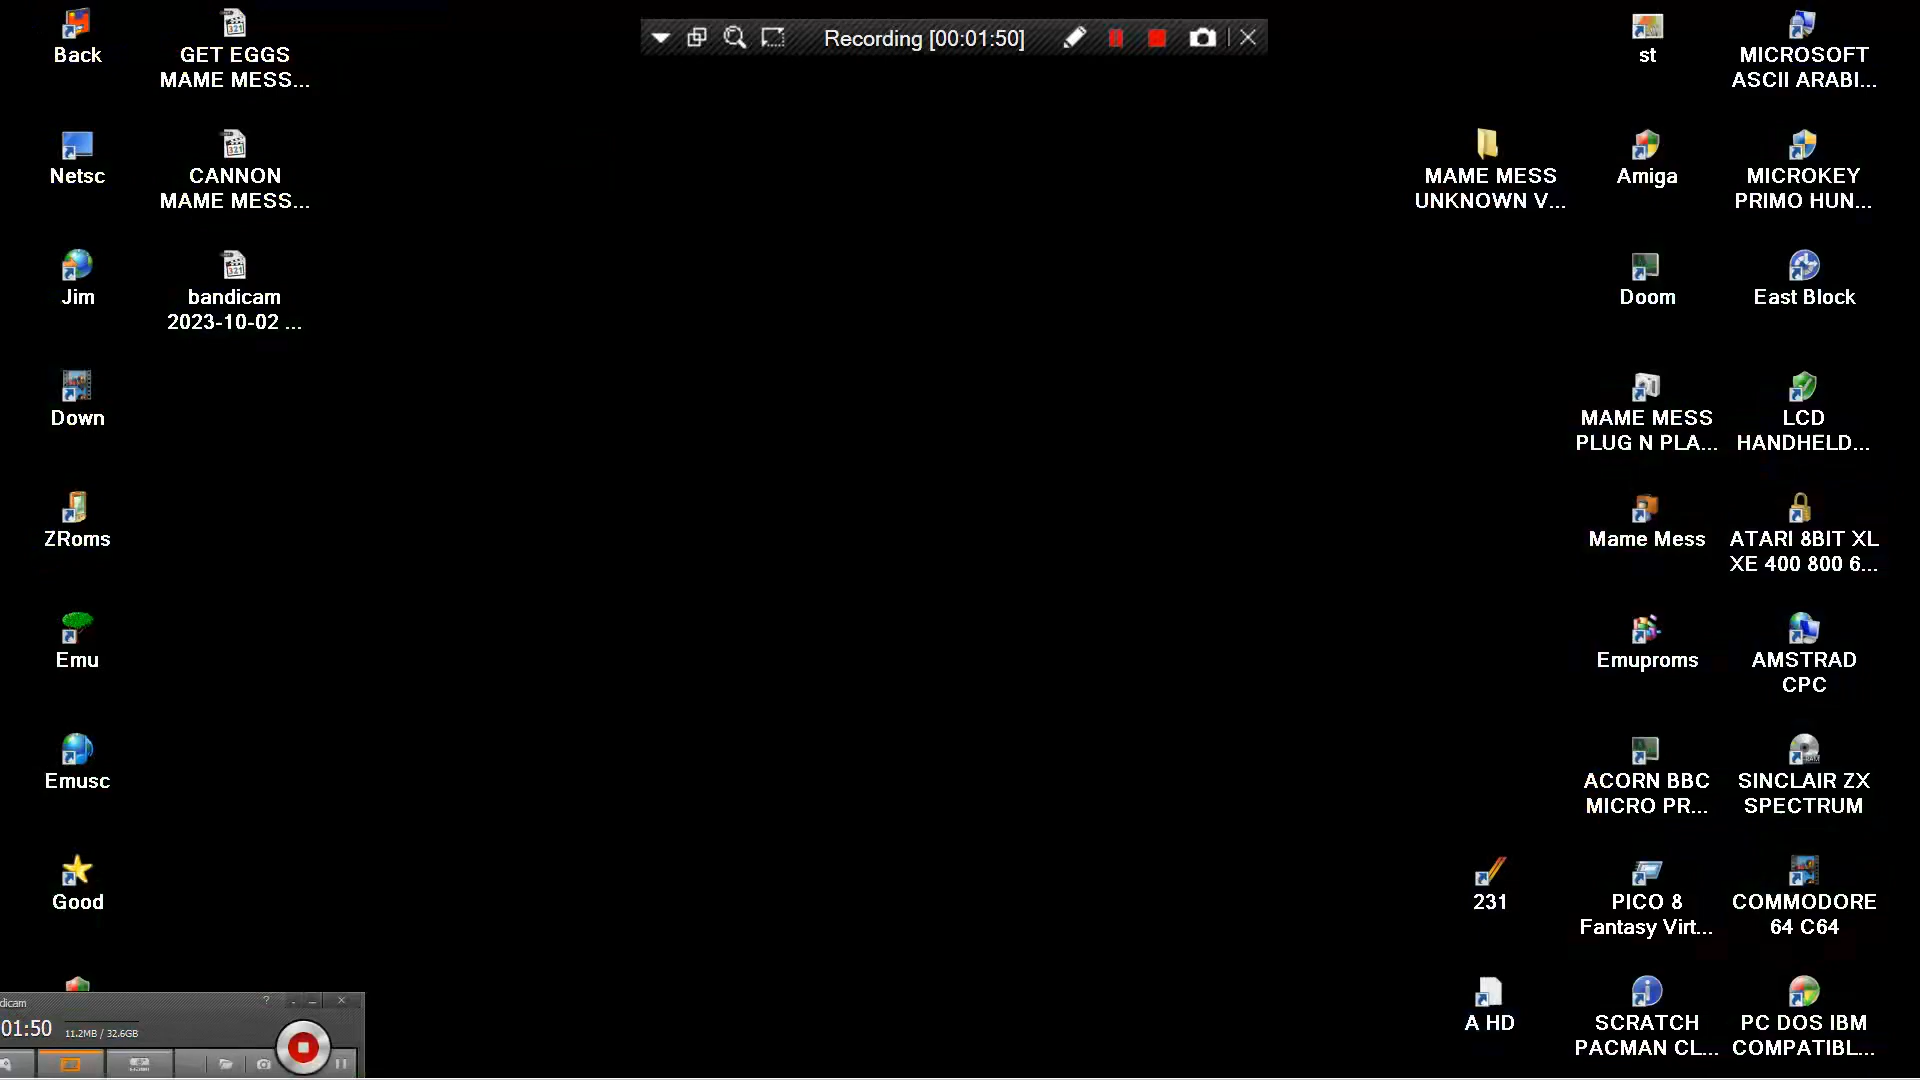 Recording [00:01:50]
Back
GET EGGS
MAME MESS...
Netsc
CANNON
MAME MESS...
Jim
bandicam
2023-10-02 ...
Down
ZRoms
Emu
Emusc
Good
st
MICROSOFT
ASCII ARABI...
MAME MESS
UNKNOWN V...
Amiga
MICROKEY
PRIMO HUN...
Doom
East Block
MAME MESS
PLUG N PLA...
LCD
HANDHELD...
Mame Mess
ATARI 8BIT XL
XE 400 800 6...
Emuproms
AMSTRAD
CPC
ACORN BBC
MICRO PR...
SINCLAIR ZX
SPECTRUM
231
PICO 8
Fantasy Virt...
COMMODORE
64 C64
A HD
SCRATCH
PACMAN CL...
PC DOS IBM
COMPATIBL...
dicam
01:50
11.2MB / 32.6GB